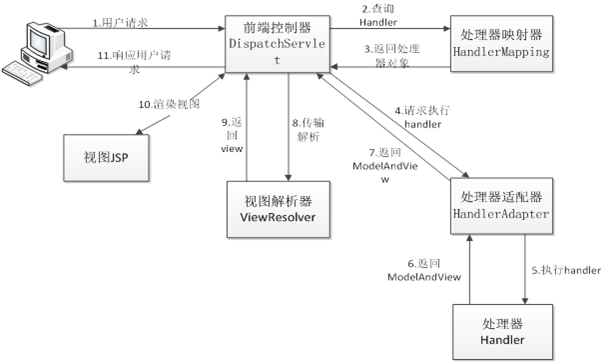 1.用户请求
11.响应用户请
求
前端控制器
DispatchServle
t
2.查询
Handler
3.返回处理
器对象
处理器映射器
HandlerMapping
10.渲染视图
视图JSP
9.返
回
view
8.传输
解析
4.请求执行
handler
7.返回
ModelAndVie
w
视图解析器
ViewResolver
处理器适配器
HandlerAdapter
6.返回
ModelAndView
5.执行handler
处理器
Handler